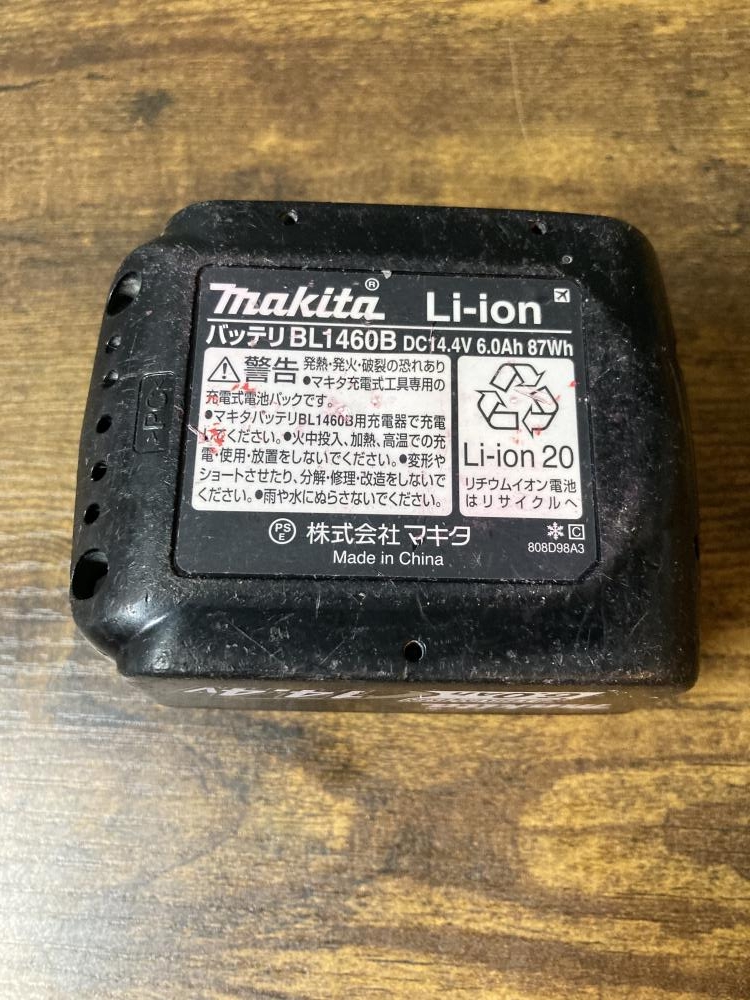 makita® Li-ion
バッテリ BL1460B DC14.4V 6.0Ah 87Wh
警告 発熱・発火・破裂の恐れあり
●マキタ充電式工具専用の
充電式電池パックです。
●マキタバッテリBL1460B用充電器で充電
してください。●火中投入、加熱、高温での充
電・使用・放置をしないでください。●変形や
ショートさせたり、分解・修理・改造をしないで
ください。●雨や水にぬらさないでください。
Li-ion 20
リチウムイオン電池
はリサイクルへ
PS
E
株式会社 マキタ
Made in China
C
808D98A3
>PC<
14.4V